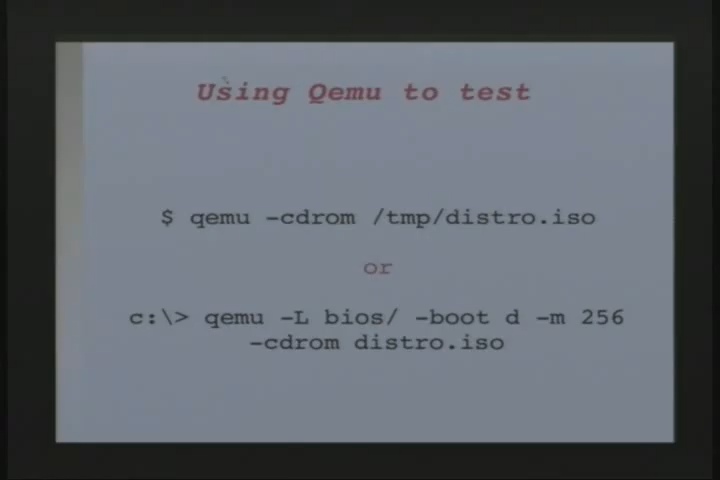 Using Qemu to test
$ qemu -cdrom /tmp/distro.iso
or
c:\> qemu -L bios/ -boot d -m 256
-cdrom distro.iso